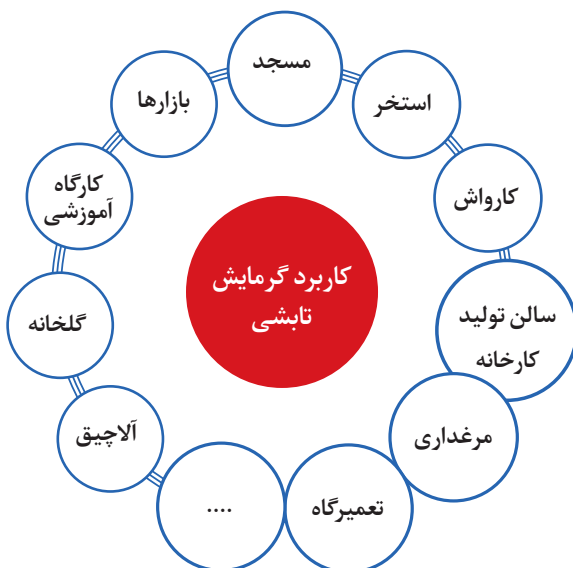 کاربرد گرمایش
تابشی
مسجد
استخر
کارواش
سالن تولید
کارخانه
مرغداری
تعمیرگاه
....
آلاچیق
گلخانه
کارگاه
آموزشی
بازارها